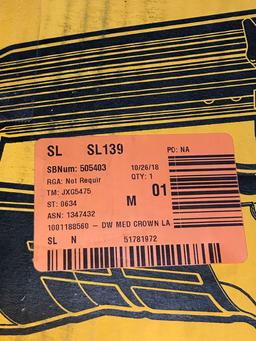 SL SL139
SBNum: 505403 10/26/18 PD: NA
RGA: Not Requir QTY: 1
TM: JXG5475
ST: 0634 M 01
ASN: 1347432
1001188560 - DW MED CROWN LA
SL N 51781972